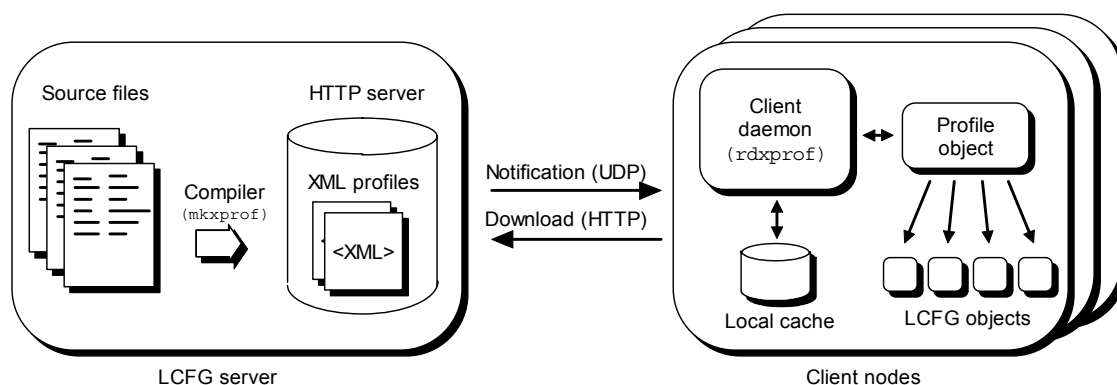 Source files
HTTP server
Compiler
(mkxprof)
XML profiles
<XML>
LCFG server
Notification (UDP)
Download (HTTP)
Client
daemon
(rdxprof)
Profile
object
Local cache
LCFG objects
Client nodes